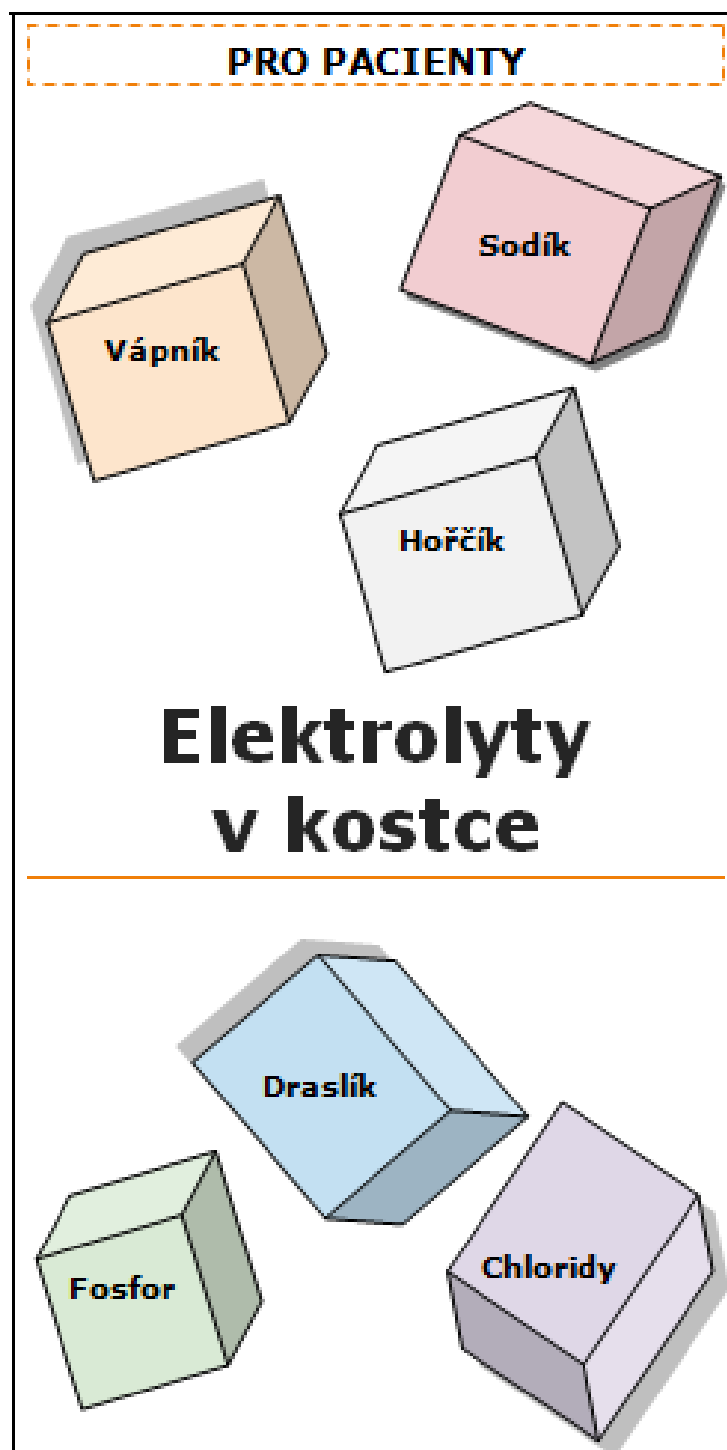 PRO PACIENTY
Sodík
Vápník
Hořčík
Elektrolyty
v kostce
Draslík
Chloridy
Fosfor